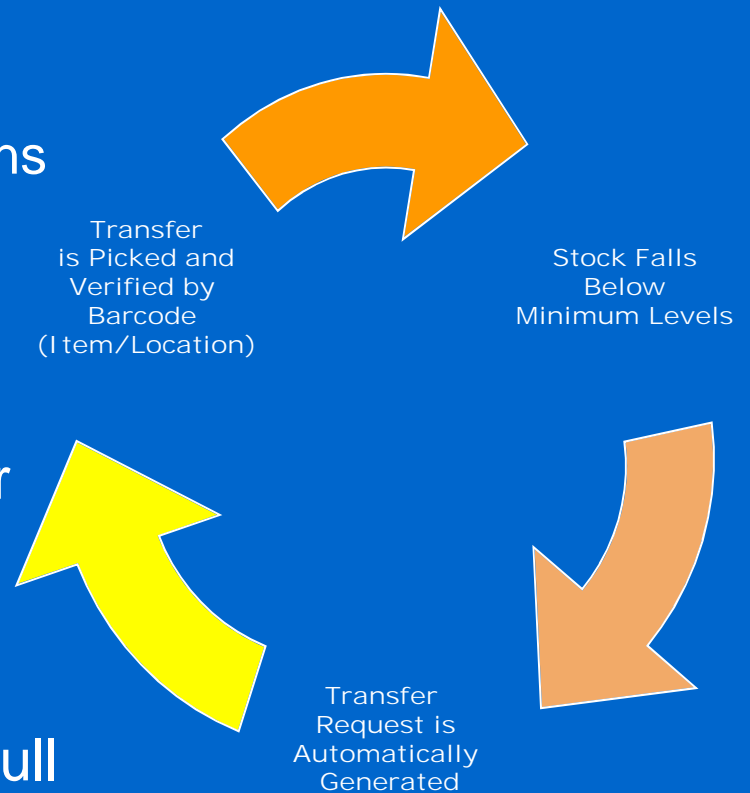 ns
Transfer
is Picked and
Verified by
Barcode
(Item/Location)
Stock Falls
Below
Minimum Levels
r
Transfer
Request is
Automatically
Generated
ull